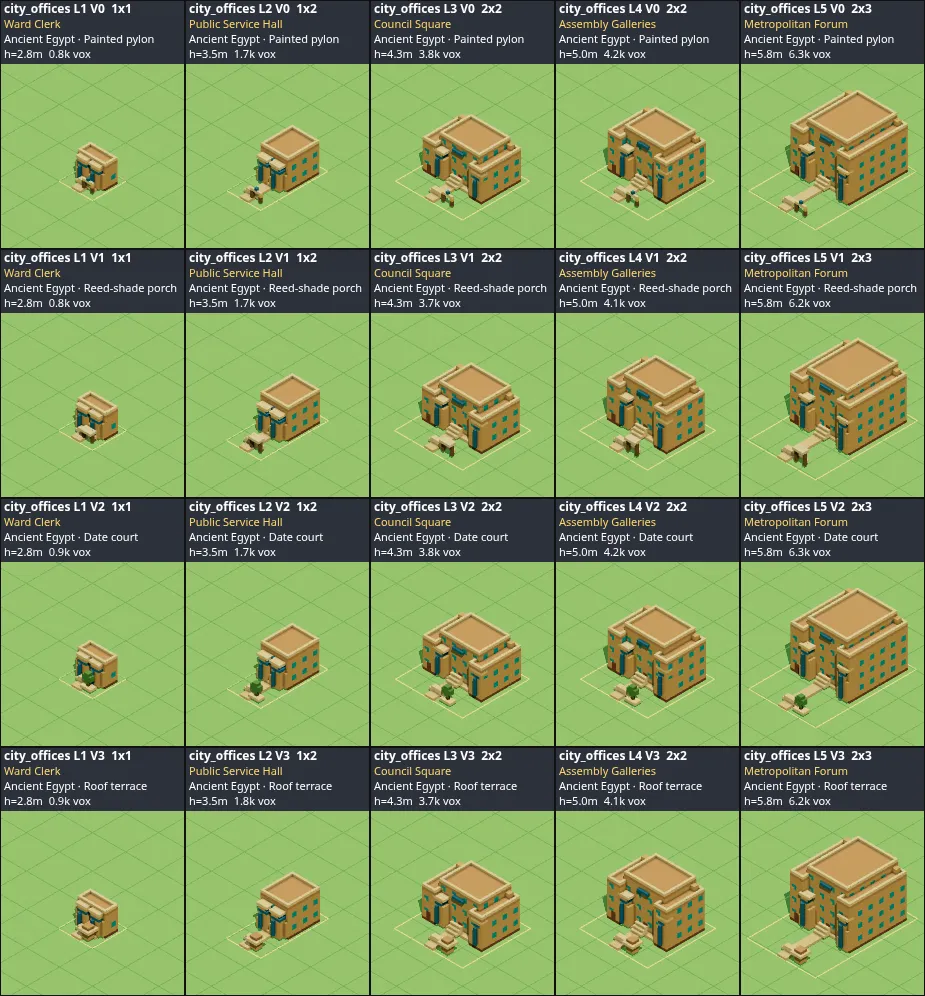 city_offices L1 V0 1x1
Ward Clerk
Ancient Egypt · Painted pylon
h=2.8m 0.8k vox
city_offices L2 V0 1x2
Public Service Hall
Ancient Egypt · Painted pylon
h=3.5m 1.7k vox
city_offices L3 V0 2x2
Council Square
Ancient Egypt · Painted pylon
h=4.3m 3.8k vox
city_offices L4 V0 2x2
Assembly Galleries
Ancient Egypt · Painted pylon
h=5.0m 4.2k vox
city_offices L5 V0 2x3
Metropolitan Forum
Ancient Egypt · Painted pylon
h=5.8m 6.3k vox
city_offices L1 V1 1x1
Ward Clerk
Ancient Egypt · Reed-shade porch
h=2.8m 0.8k vox
city_offices L2 V1 1x2
Public Service Hall
Ancient Egypt · Reed-shade porch
h=3.5m 1.7k vox
city_offices L3 V1 2x2
Council Square
Ancient Egypt · Reed-shade porch
h=4.3m 3.7k vox
city_offices L4 V1 2x2
Assembly Galleries
Ancient Egypt · Reed-shade porch
h=5.0m 4.1k vox
city_offices L5 V1 2x3
Metropolitan Forum
Ancient Egypt · Reed-shade porch
h=5.8m 6.2k vox
city_offices L1 V2 1x1
Ward Clerk
Ancient Egypt · Date court
h=2.8m 0.9k vox
city_offices L2 V2 1x2
Public Service Hall
Ancient Egypt · Date court
h=3.5m 1.7k vox
city_offices L3 V2 2x2
Council Square
Ancient Egypt · Date court
h=4.3m 3.8k vox
city_offices L4 V2 2x2
Assembly Galleries
Ancient Egypt · Date court
h=5.0m 4.2k vox
city_offices L5 V2 2x3
Metropolitan Forum
Ancient Egypt · Date court
h=5.8m 6.3k vox
city_offices L1 V3 1x1
Ward Clerk
Ancient Egypt · Roof terrace
h=2.8m 0.9k vox
city_offices L2 V3 1x2
Public Service Hall
Ancient Egypt · Roof terrace
h=3.5m 1.8k vox
city_offices L3 V3 2x2
Council Square
Ancient Egypt · Roof terrace
h=4.3m 3.7k vox
city_offices L4 V3 2x2
Assembly Galleries
Ancient Egypt · Roof terrace
h=5.0m 4.1k vox
city_offices L5 V3 2x3
Metropolitan Forum
Ancient Egypt · Roof terrace
h=5.8m 6.2k vox